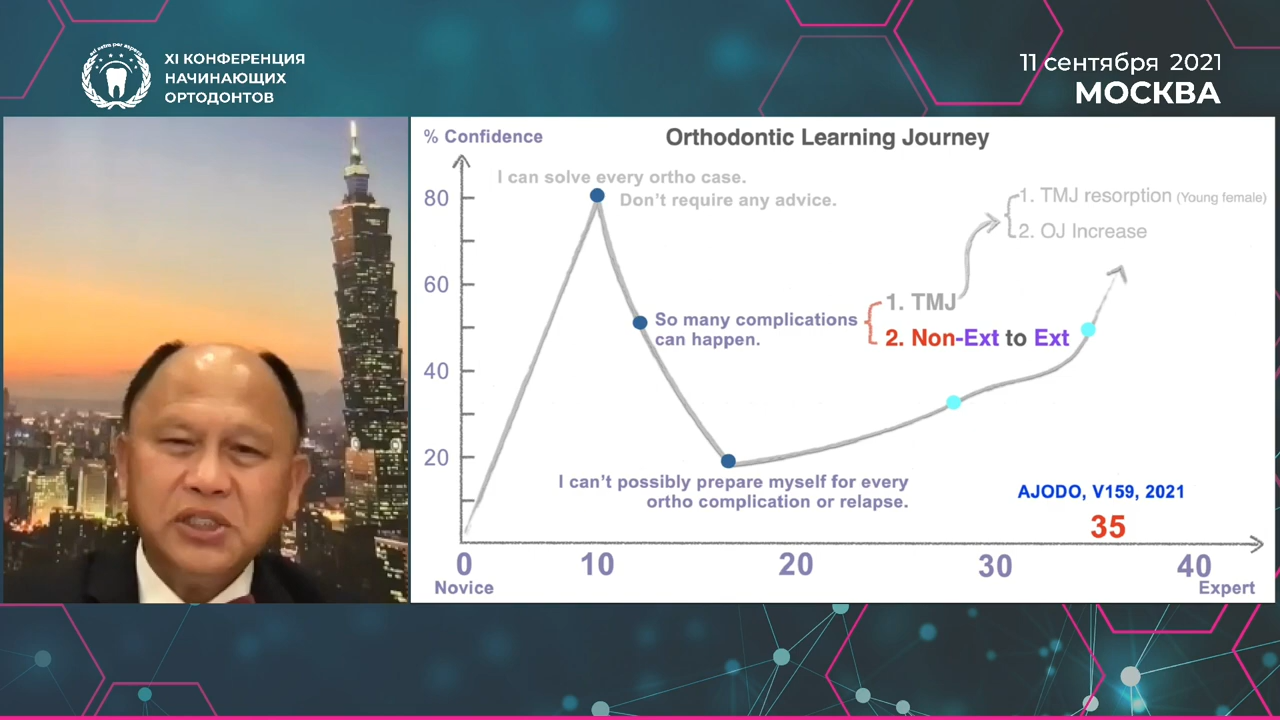 XI КОНФЕРЕНЦИЯ
НАЧИНАЮЩИХ
ОРТОДОНТОВ
11 сентября 2021
МОСКВА
% Confidence
Orthodontic Learning Journey
I can solve every ortho case.
Don't require any advice.
80
1. TMJ resorption (Young female)
2. OJ Increase
60
1. TMJ
So many complications
can happen.
2. Non-Ext to Ext
40
20
I can't possibly prepare myself for every
ortho complication or relapse.
AJODO, V159, 2021
35
0
10
20
30
40
Novice
Expert